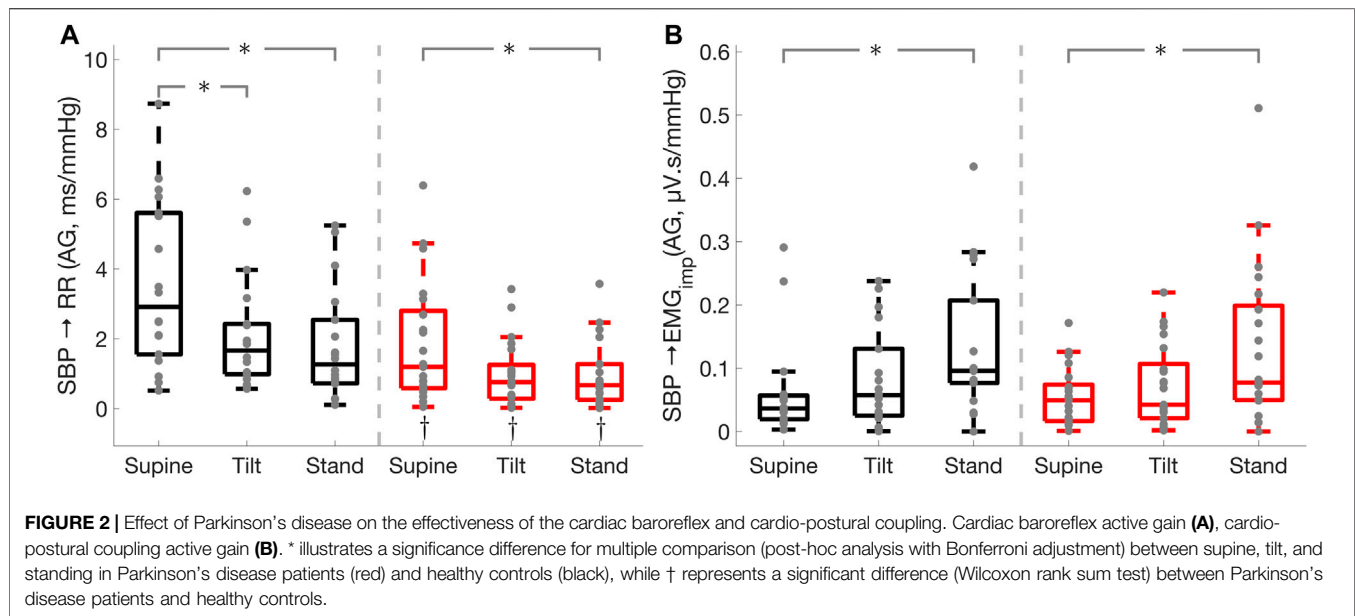 A
B
SBP → RR (AG, ms/mmHg)
10
8
6
4
2
0
* * *
† † †
Supine Tilt Stand Supine Tilt Stand
SBP →EMGimp(AG, µV.s/mmHg)
0.6
0.5
0.4
0.3
0.2
0.1
0
* *
Supine Tilt Stand Supine Tilt Stand
FIGURE 2 | Effect of Parkinson's disease on the effectiveness of the cardiac baroreflex and cardio-postural coupling. Cardiac baroreflex active gain (A), cardio-
postural coupling active gain (B). * illustrates a significance difference for multiple comparison (post-hoc analysis with Bonferroni adjustment) between supine, tilt, and
standing in Parkinson's disease patients (red) and healthy controls (black), while † represents a significant difference (Wilcoxon rank sum test) between Parkinson's
disease patients and healthy controls.